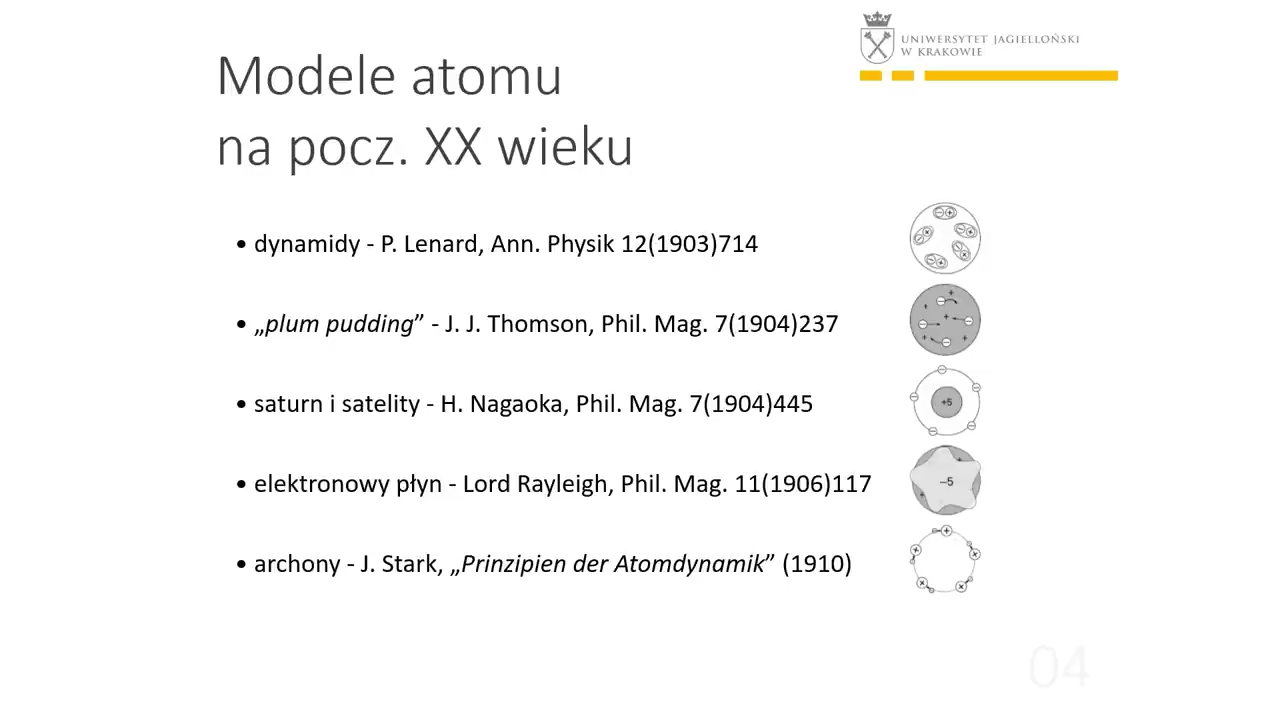 UNIWERSYTET JAGIELLOŃSKI
W KRAKOWIE
Modele atomu
na pocz. XX wieku
• dynamidy - P. Lenard, Ann. Physik 12(1903)714
• „plum pudding” - J. J. Thomson, Phil. Mag. 7(1904)237
• saturn i satelity - H. Nagaoka, Phil. Mag. 7(1904)445
+5
• elektronowy płyn - Lord Rayleigh, Phil. Mag. 11(1906)117
–5
• archony - J. Stark, „Prinzipien der Atomdynamik” (1910)
04